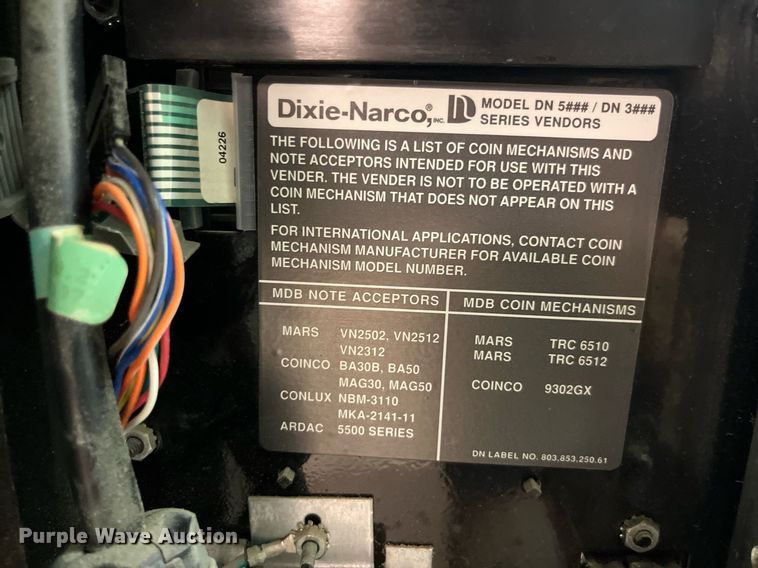 04226
Dixie-Narco, INC. MODEL DN 5### / DN 3###
SERIES VENDORS
THE FOLLOWING IS A LIST OF COIN MECHANISMS AND
NOTE ACCEPTORS INTENDED FOR USE WITH THIS
VENDER. THE VENDER IS NOT TO BE OPERATED WITH A
COIN MECHANISM THAT DOES NOT APPEAR ON THIS
LIST.
FOR INTERNATIONAL APPLICATIONS, CONTACT COIN
MECHANISM MANUFACTURER FOR AVAILABLE COIN
MECHANISM MODEL NUMBER.
MDB NOTE ACCEPTORS
MARS VN2502, VN2512
VN2312
COINCO BA30B, BA50
MAG30, MAG50
CONLUX NBM-3110
MKA-2141-11
ARDAC 5500 SERIES
MDB COIN MECHANISMS
MARS TRC 6510
MARS TRC 6512
COINCO 9302GX
DN LABEL NO. 803.853.250.61
Purple Wave Auction